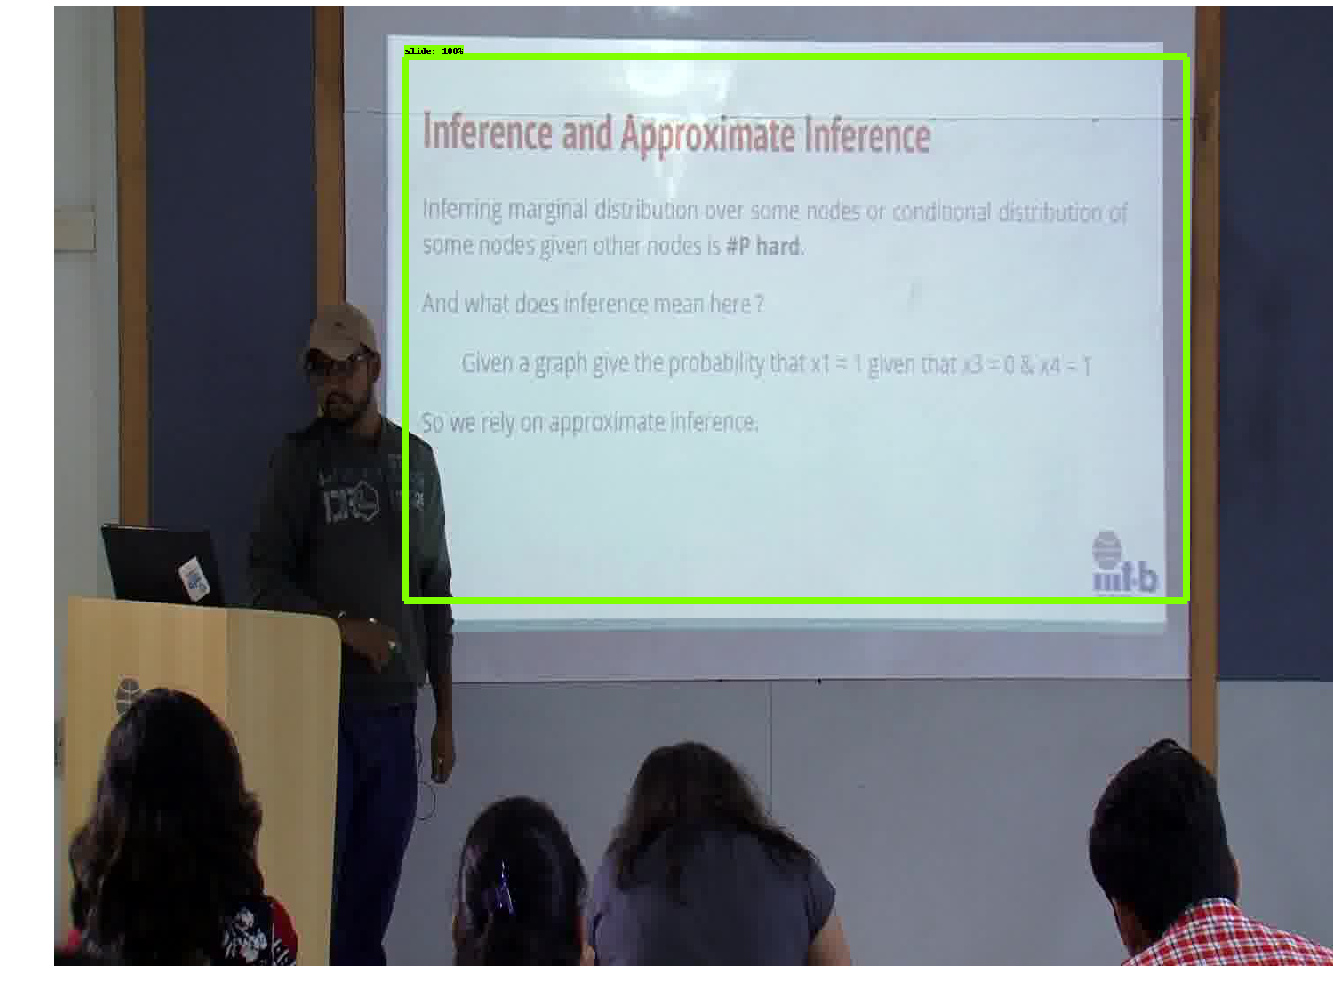 slide: 100%
Inference and Approximate Inference
Inferring marginal distribution over some nodes or conditional distribution of
some nodes given other nodes is #P hard.
And what does inference mean here ?
Given a graph give the probability that x1 = 1 given that x3 = 0 & x4 = 1
So we rely on approximate inference.